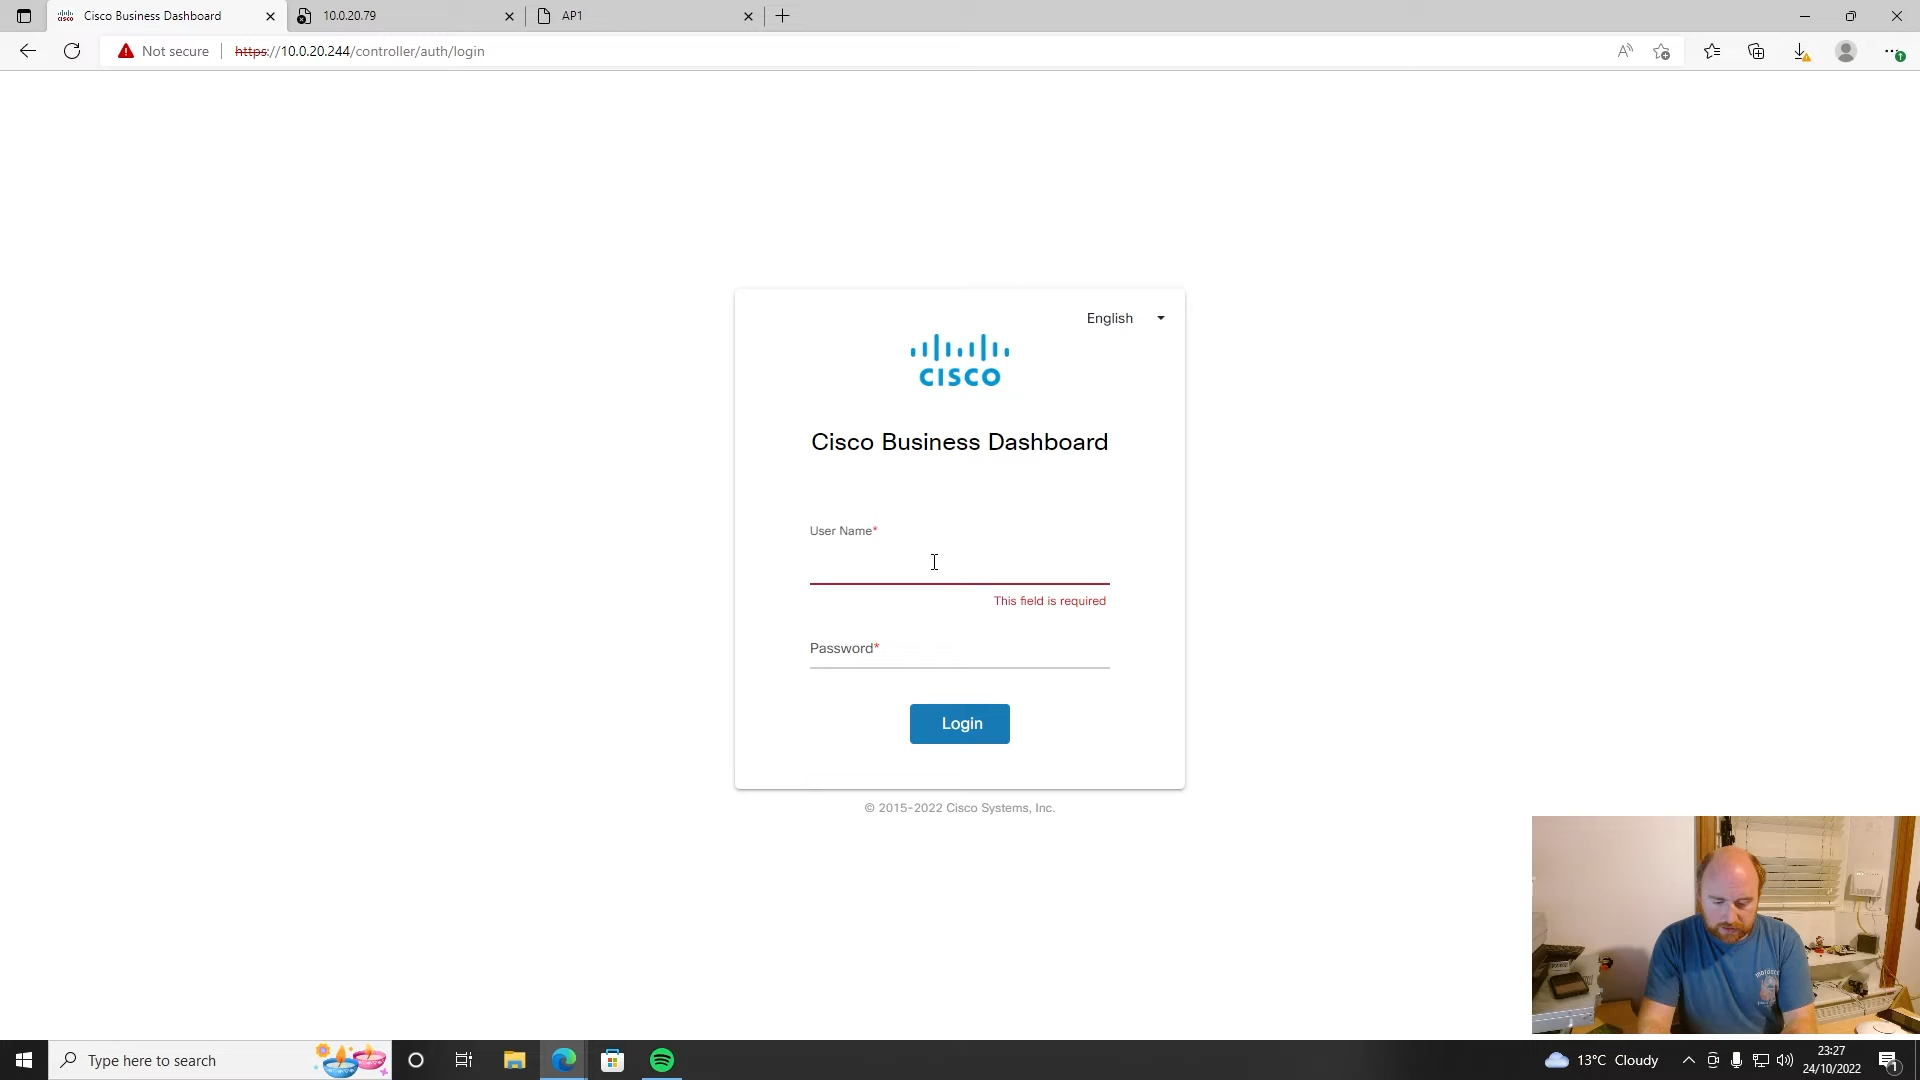 Cisco Business Dashboard
10.0.20.79
AP1
Not secure
https://10.0.20.244/controller/auth/login
English
CISCO
Cisco Business Dashboard
User Name*
This field is required
Password*
Login
© 2015-2022 Cisco Systems, Inc.
Type here to search
13°C Cloudy
23:27
24/10/2022
1